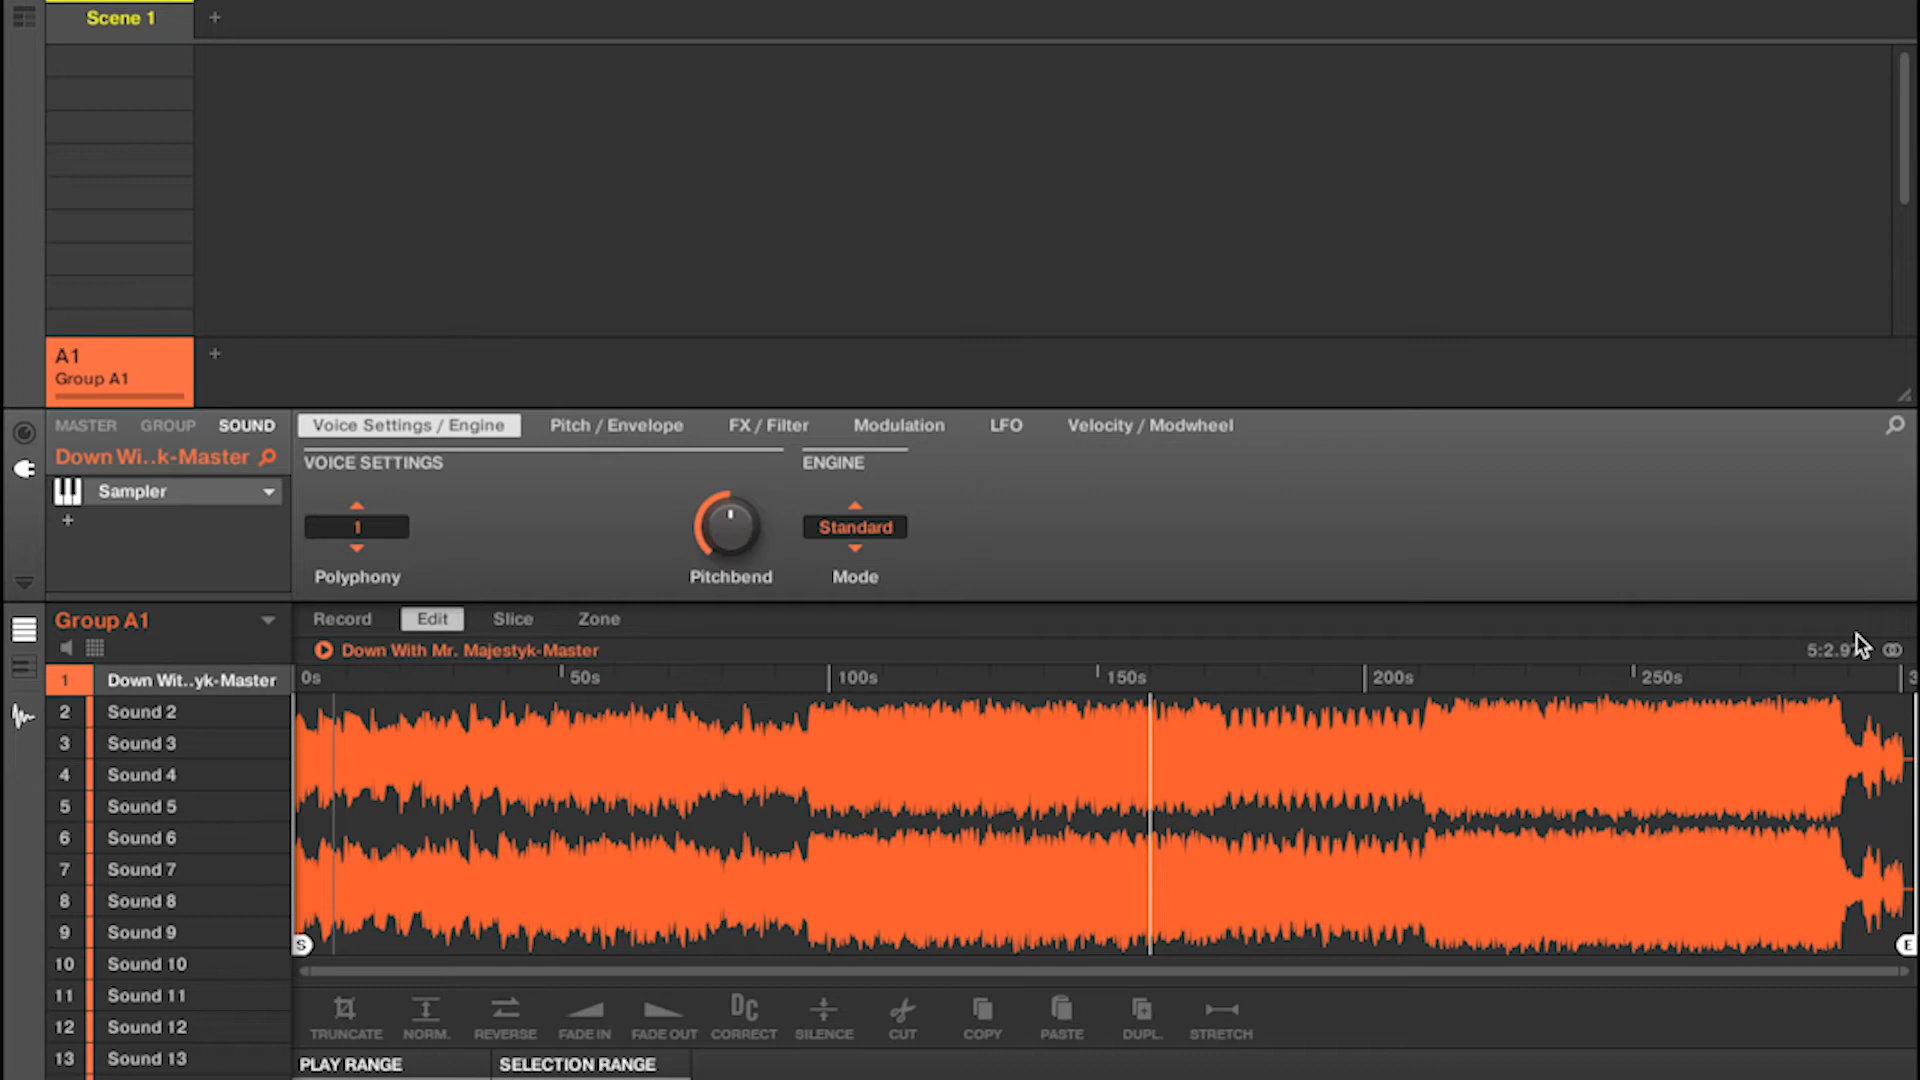 Scene 1
A1
Group A1
MASTER GROUP SOUND
Down Wi..k-Master
Sampler
Voice Settings / Engine Pitch / Envelope FX / Filter Modulation LFO Velocity / Modwheel
VOICE SETTINGS ENGINE
1 Standard
Polyphony Pitchbend Mode
Group A1
Record Edit Slice Zone
Down With Mr. Majestyk-Master
0s 50s 100s 150s 200s 250s
1 Down Wit..yk-Master
2 Sound 2
3 Sound 3
4 Sound 4
5 Sound 5
6 Sound 6
7 Sound 7
8 Sound 8
9 Sound 9
10 Sound 10
11 Sound 11
12 Sound 12
13 Sound 13
S E
TRUNCATE NORM. REVERSE FADE IN FADE OUT DC CORRECT SILENCE CUT COPY PASTE DUPL. STRETCH
PLAY RANGE SELECTION RANGE